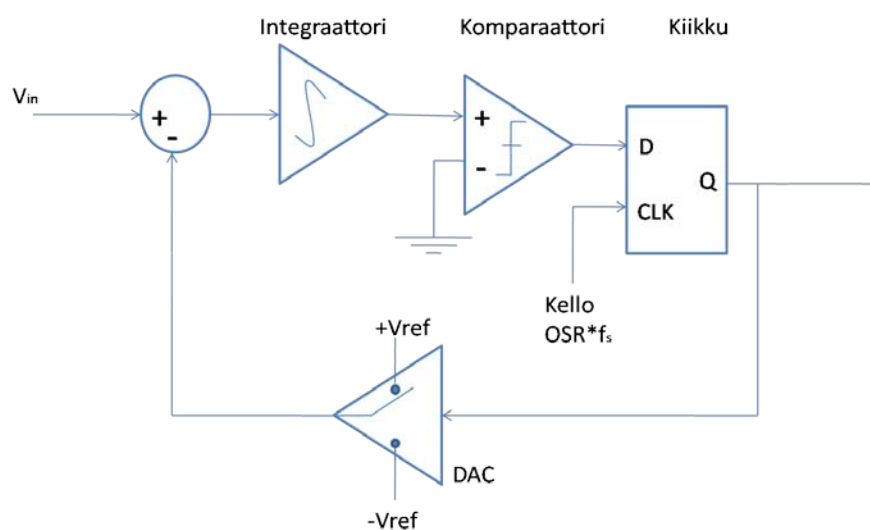 Integraattori
Komparaattori
Kiikku
Vin
+
-
+
-
D
Q
CLK
Kello
OSR*fs
+Vref
DAC
-Vref